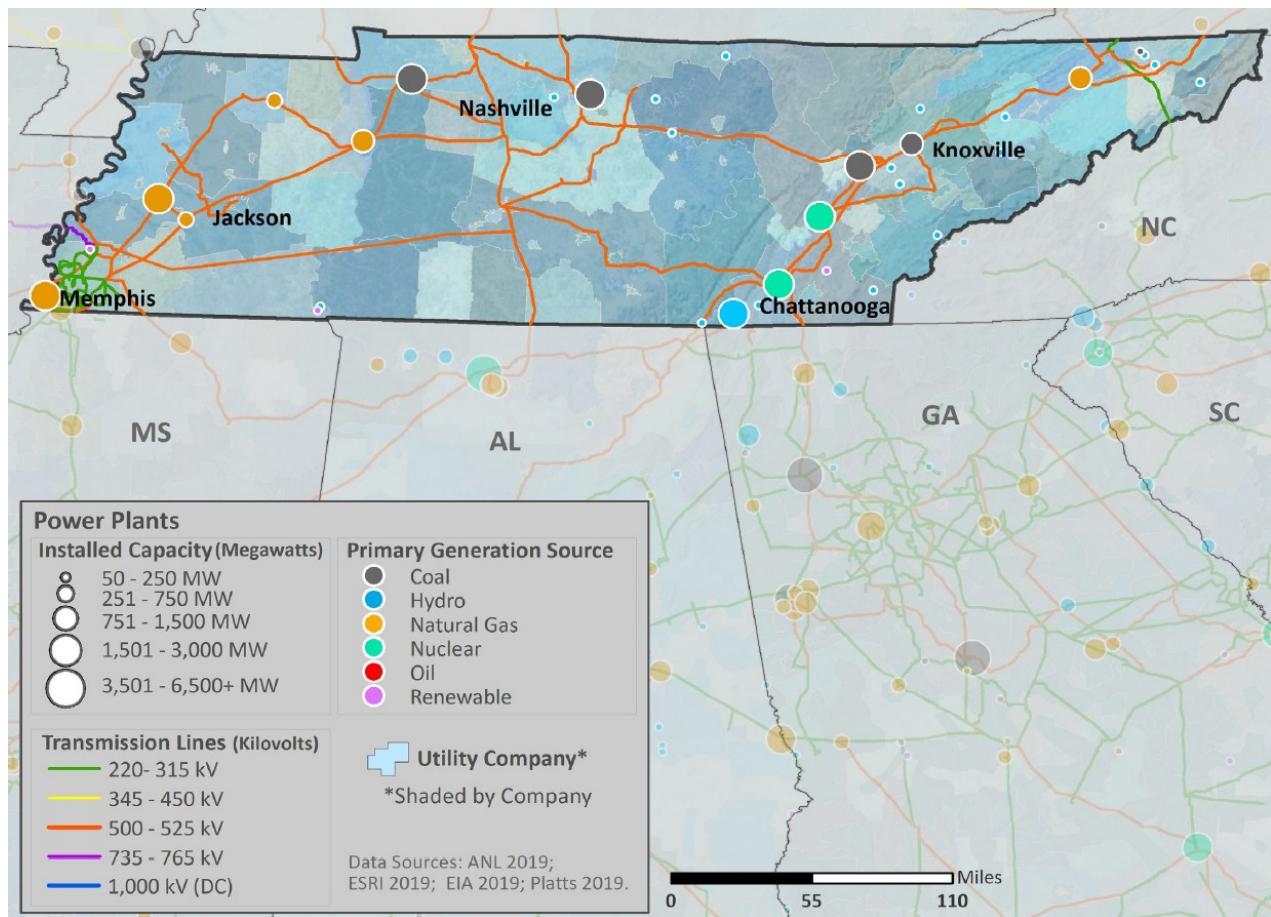 Nashville
Knoxville
Jackson
NC
Memphis
Chattanooga
MS
AL
GA
SC
Power Plants
Installed Capacity (Megawatts)
50 - 250 MW
251 - 750 MW
751 - 1,500 MW
1,501 - 3,000 MW
3,501 - 6,500+ MW
Primary Generation Source
Coal
Hydro
Natural Gas
Nuclear
Oil
Renewable
Transmission Lines (Kilovolts)
220- 315 kV
345 - 450 kV
500 - 525 kV
735 - 765 kV
1,000 kV (DC)
Utility Company*
*Shaded by Company
Data Sources: ANL 2019;
ESRI 2019; EIA 2019; Platts 2019.
Miles
0 55 110